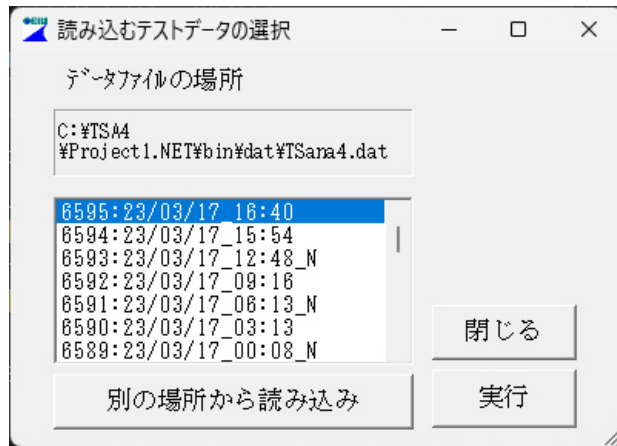 読み込むテストデータの選択
ﾃﾞｰﾀﾌｧｲﾙの場所
C:¥TSA4
¥Project1.NET¥bin¥dat¥TSana4.dat
6595:23/03/17_16:40
6594:23/03/17_15:54
6593:23/03/17_12:48_N
6592:23/03/17_09:16
6591:23/03/17_06:13_N
6590:23/03/17_03:13
6589:23/03/17_00:08_N
閉じる
別の場所から読み込み
実行